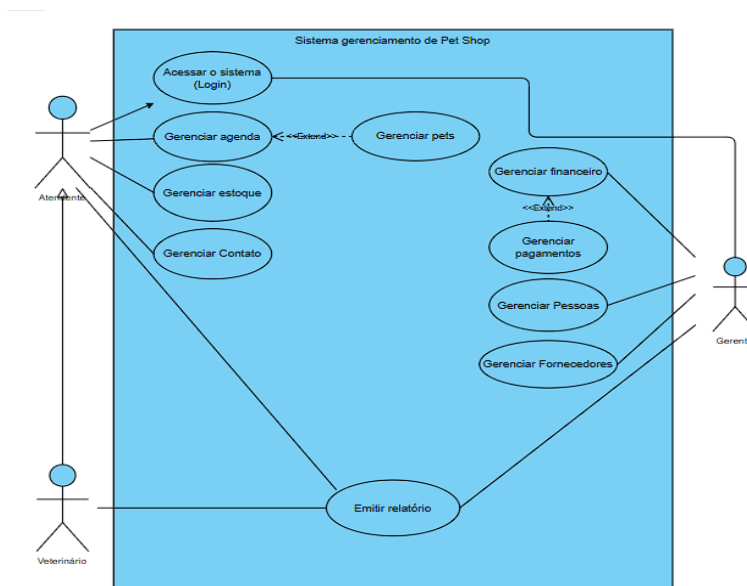 Sistema gerenciamento de Pet Shop
Acessar o sistema
(Login)
Gerenciar agenda
<<Extend>>
Gerenciar pets
Atendente
Gerenciar estoque
Gerenciar Contato
Gerenciar financeiro
<<Extend>>
Gerenciar
pagamentos
Gerenciar Pessoas
Gerenciar Fornecedores
Gerent
Emitir relatório
Veterinário